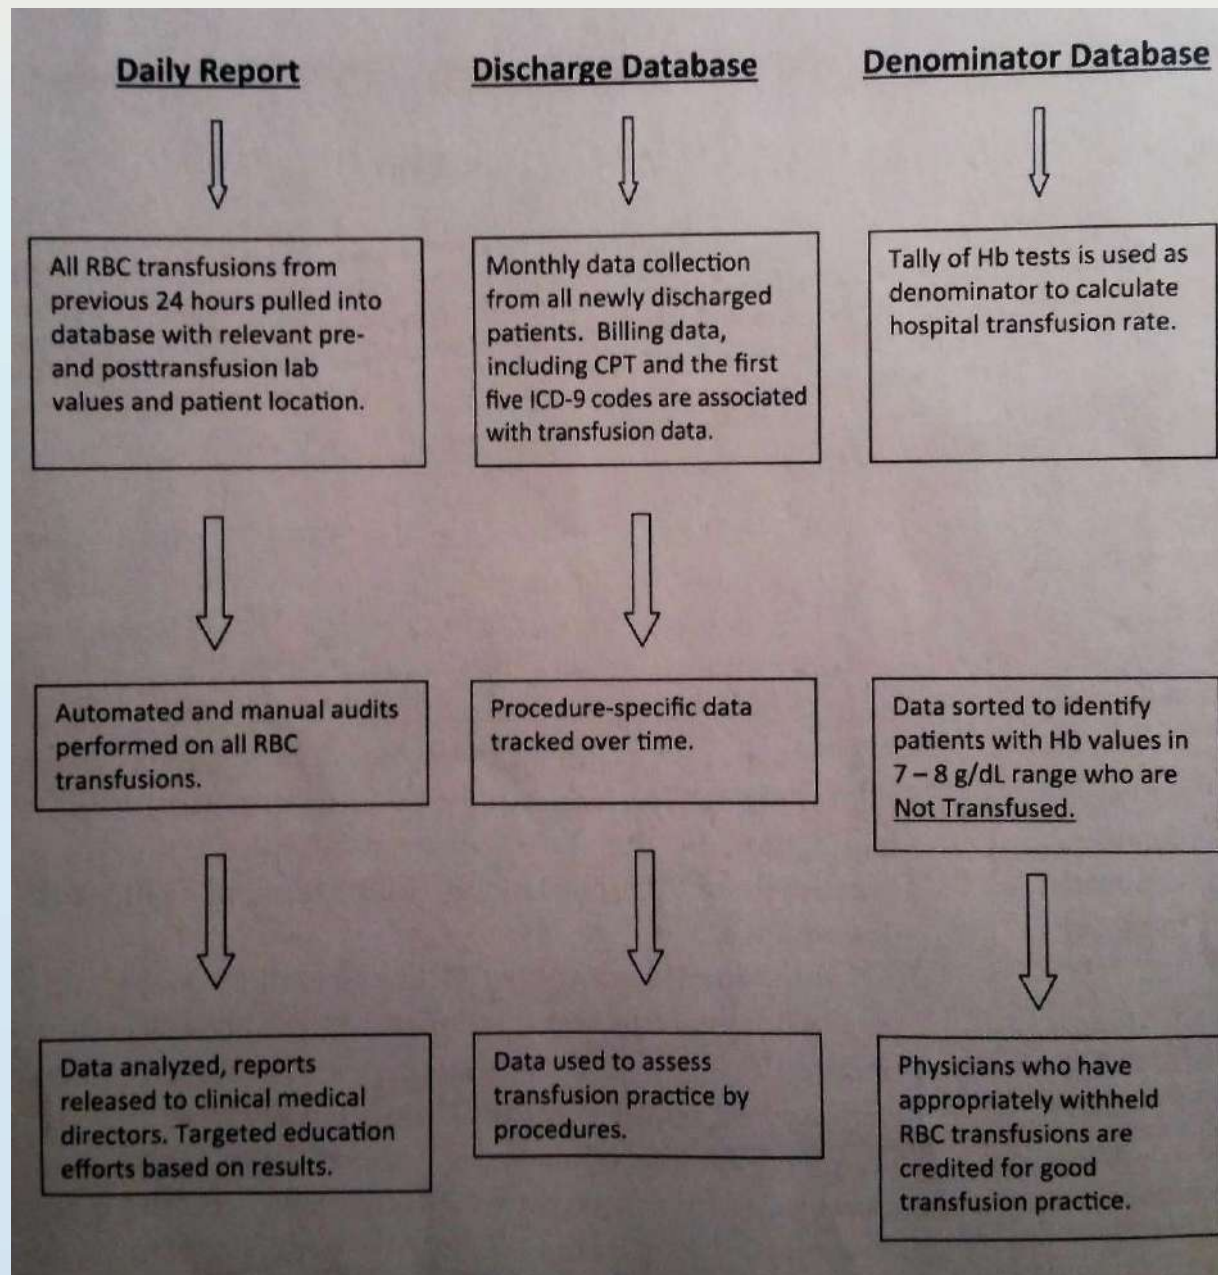 Daily Report
All RBC transfusions from
previous 24 hours pulled into
database with relevant pre-
and posttransfusion lab
values and patient location.
Automated and manual audits
performed on all RBC
transfusions.
Data analyzed, reports
released to clinical medical
directors. Targeted education
efforts based on results.
Discharge Database
Monthly data collection
from all newly discharged
patients. Billing data,
including CPT and the first
five ICD-9 codes are associated
with transfusion data.
Procedure-specific data
tracked over time.
Data used to assess
transfusion practice by
procedures.
Denominator Database
Tally of Hb tests is used as
denominator to calculate
hospital transfusion rate.
Data sorted to identify
patients with Hb values in
7 – 8 g/dL range who are
Not Transfused.
Physicians who have
appropriately withheld
RBC transfusions are
credited for good
transfusion practice.